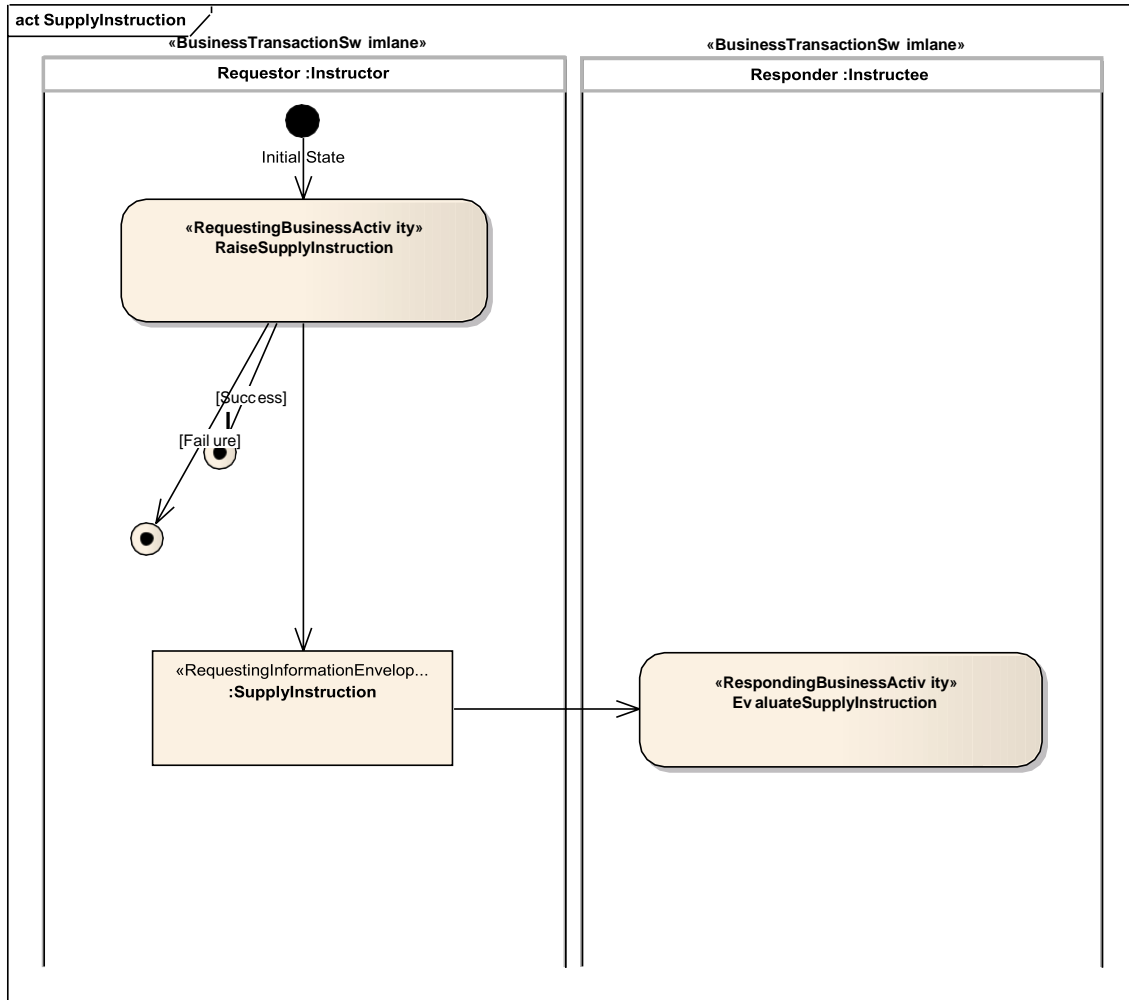 act SupplyInstruction
«BusinessTransactionSw imlane»
«BusinessTransactionSw imlane»
Requestor :Instructor
Responder :Instructee
Initial State
«RequestingBusinessActiv ity»
RaiseSupplyInstruction
[Success]
[Fail ure]
«RequestingInformationEnvelop...
:SupplyInstruction
«RespondingBusinessActiv ity»
Ev aluateSupplyInstruction